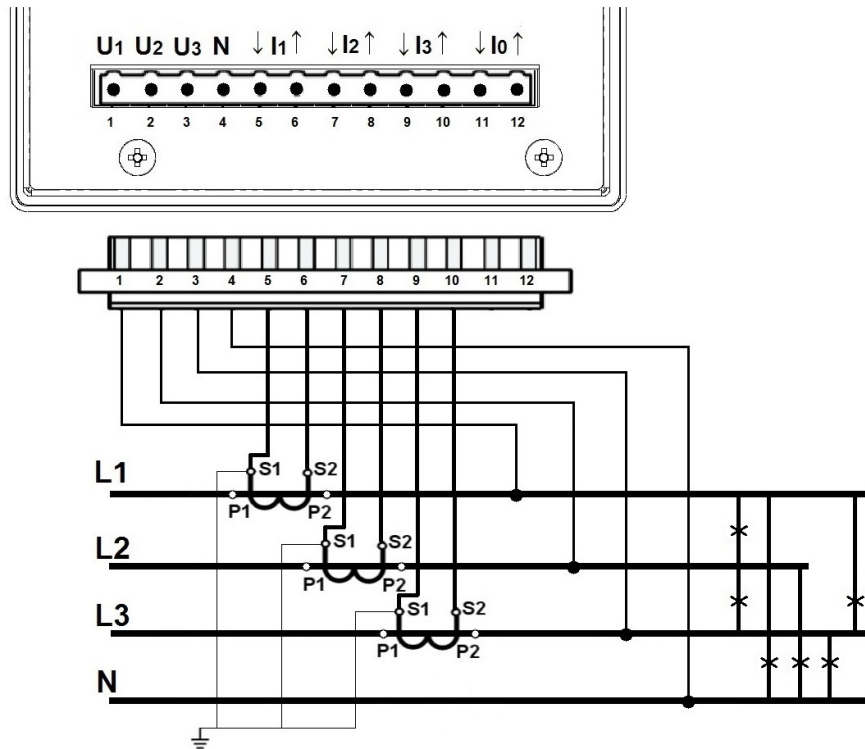 U1 U2 U3 N ↓ I1 ↑ ↓ I2 ↑ ↓ I3 ↑ ↓ I0 ↑
1 2 3 4 5 6 7 8 9 10 11 12
1 2 3 4 5 6 7 8 9 10 11 12
L1 S1 S2
P1 P2
L2 S1 S2
P1 P2
L3 S1 S2
P1 P2
N